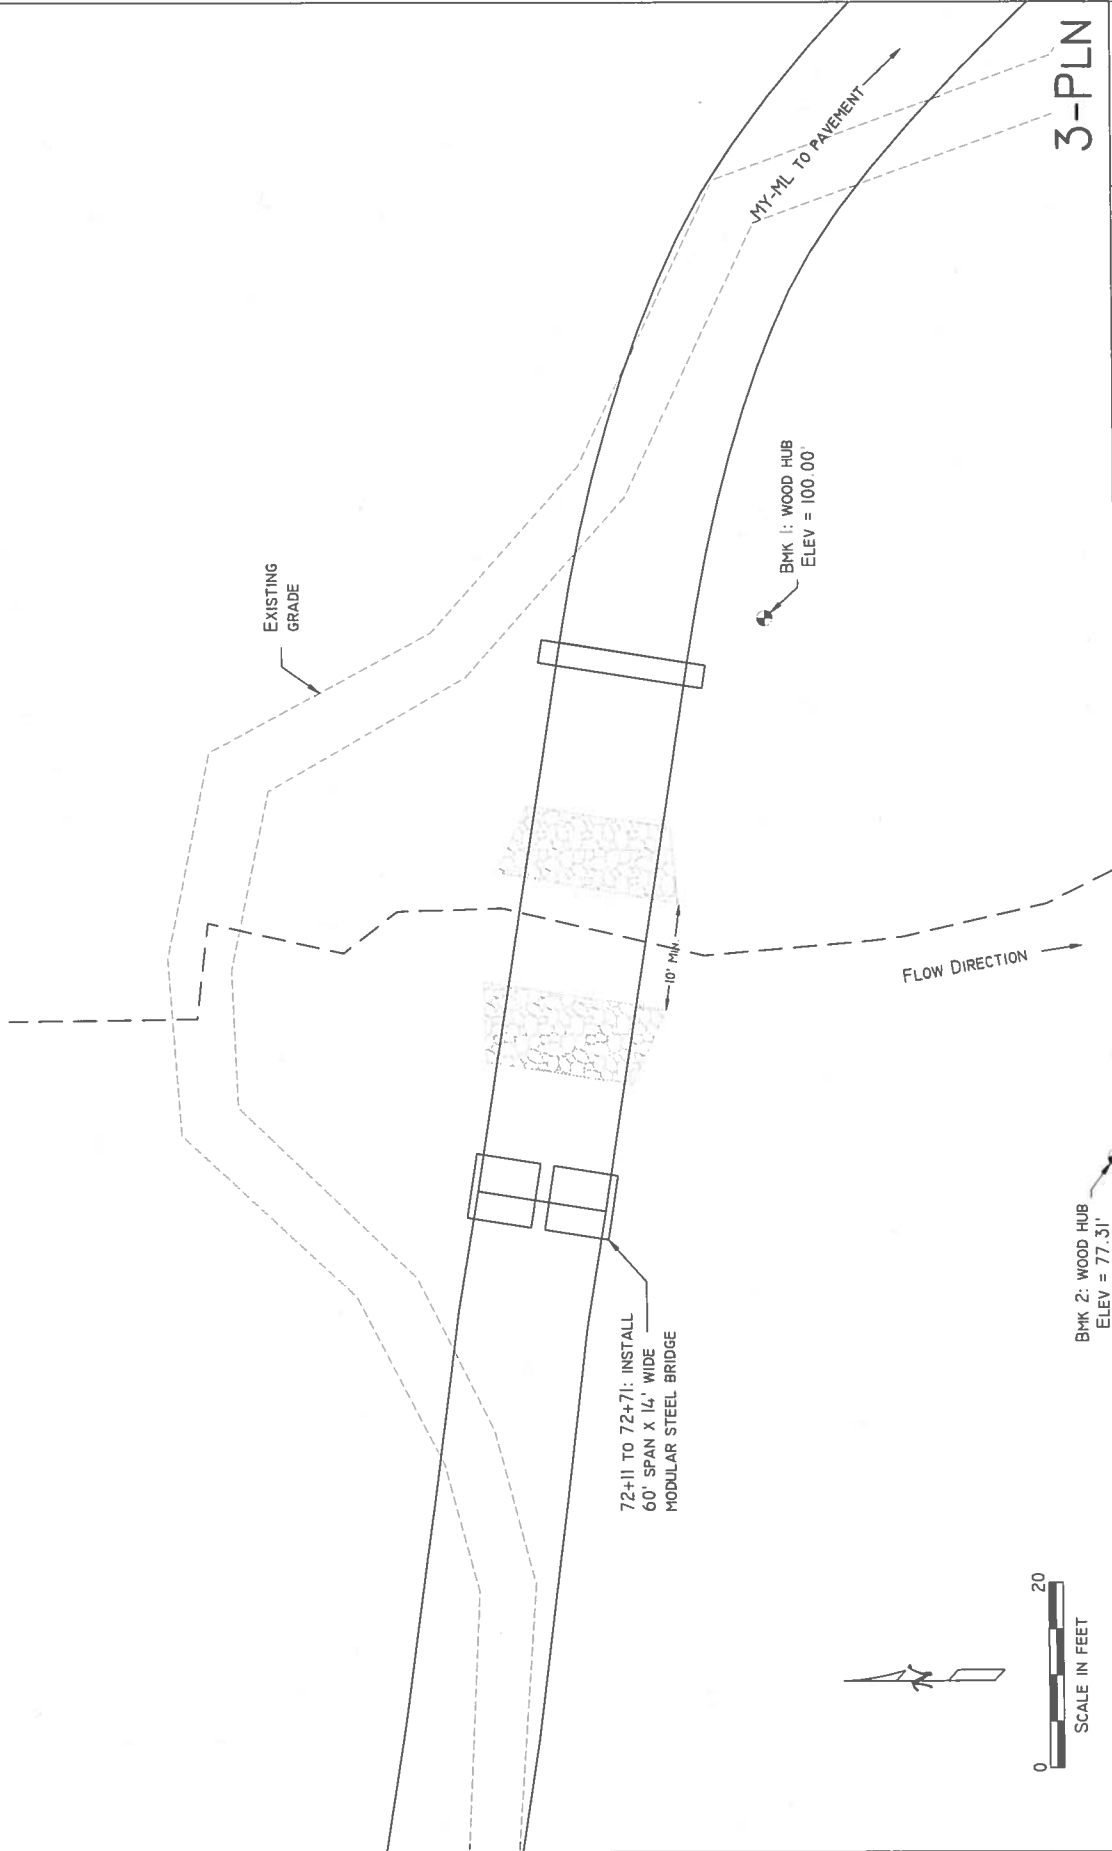 EXISTING
GRADE
MY-ML TO PAVEMENT
BMK 1: WOOD HUB
ELEV = 100.00'
10' MIN.
FLOW DIRECTION
72+11 TO 72+71: INSTALL
60' SPAN X 14' WIDE
MODULAR STEEL BRIDGE
BMK 2: WOOD HUB
ELEV = 77.31'
0 20
SCALE IN FEET
3-PLN